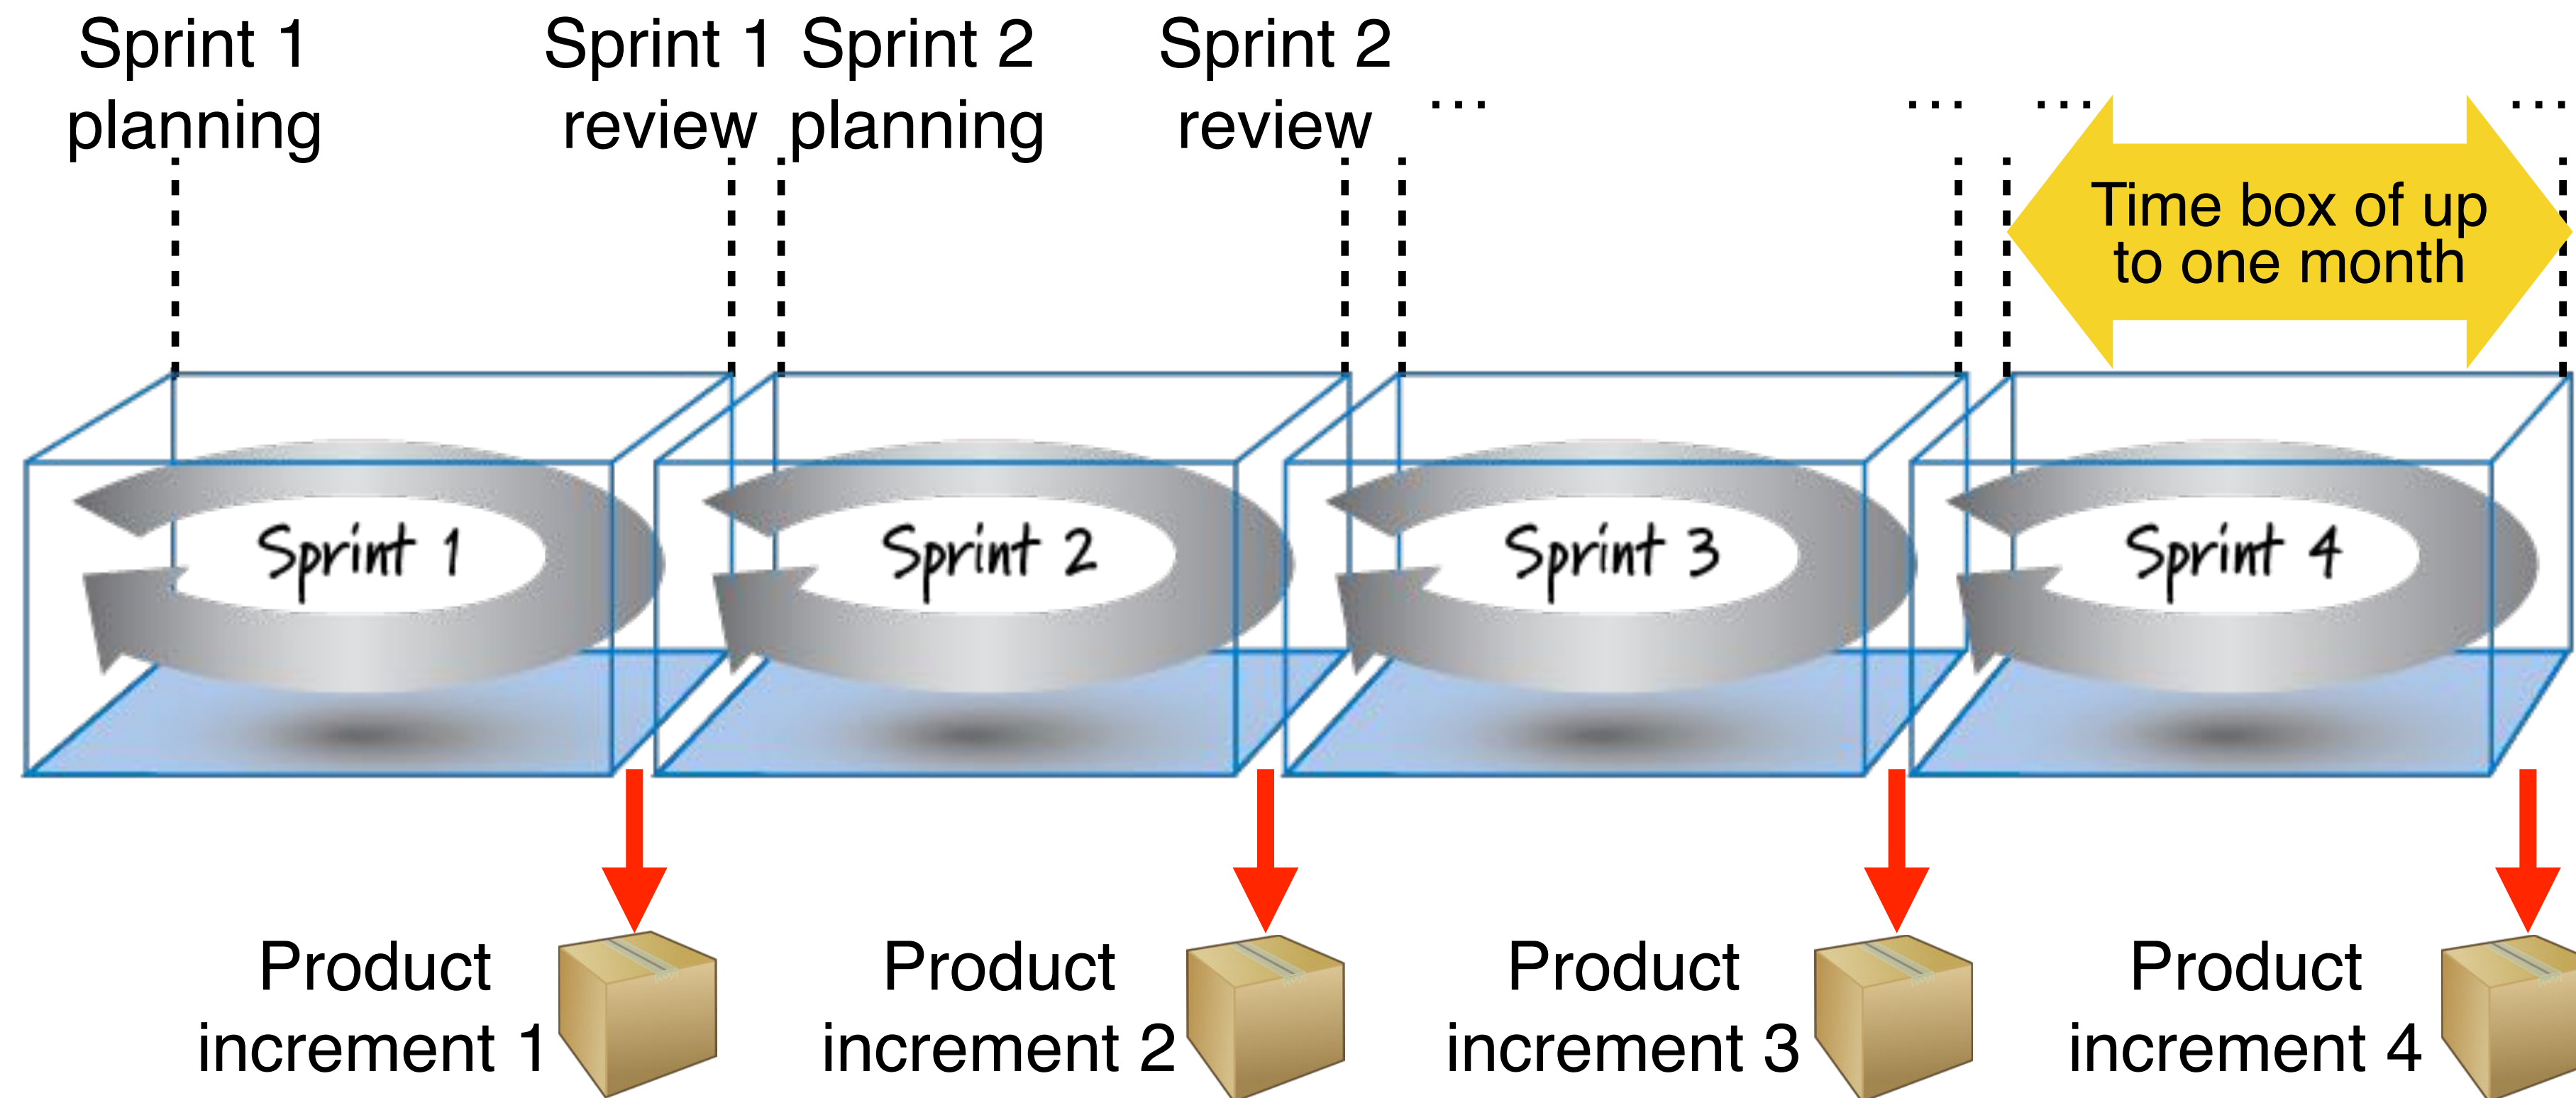 Sprint 1
planning
Sprint 1
review
Sprint 2
planning
Sprint 2
review
...
...
...
...
Time box of up
to one month
Sprint 1
Sprint 2
Sprint 3
Sprint 4
Product
increment 1
Product
increment 2
Product
increment 3
Product
increment 4